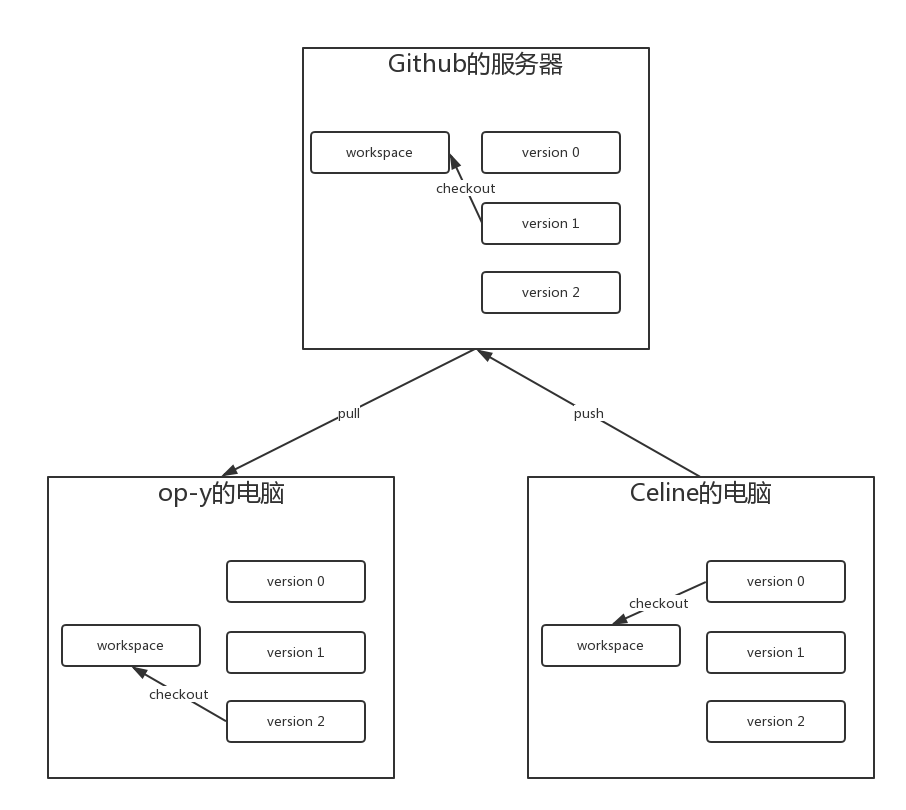 Github的服务器
workspace
version 0
checkout
version 1
version 2
pull
push
op-y的电脑
version 0
workspace
version 1
checkout
version 2
Celine的电脑
version 0
checkout
workspace
version 1
version 2